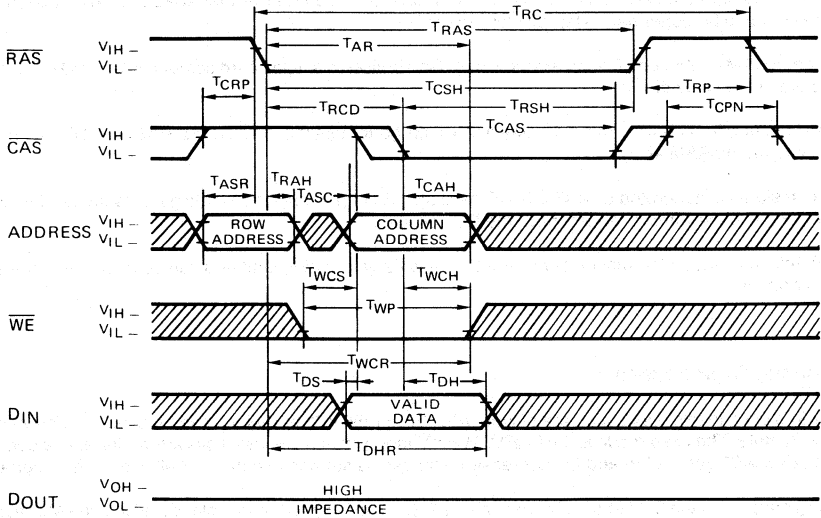 TRC
TRAS
TAR
RAS VIH –
VIL –
TCRP TCSH TRP
TRCD TRSH TCPN
TCAS
CAS VIH –
VIL –
TASR TRAH
TASC TCAH
ADDRESS VIH – ROW COLUMN
VIL – ADDRESS ADDRESS
TWCS TWCH
TWP
WE VIH –
VIL –
TWCR
TDS TDH
DIN VIH – VALID
VIL – DATA
TDHR
DOUT VOH – HIGH
VOL – IMPEDANCE